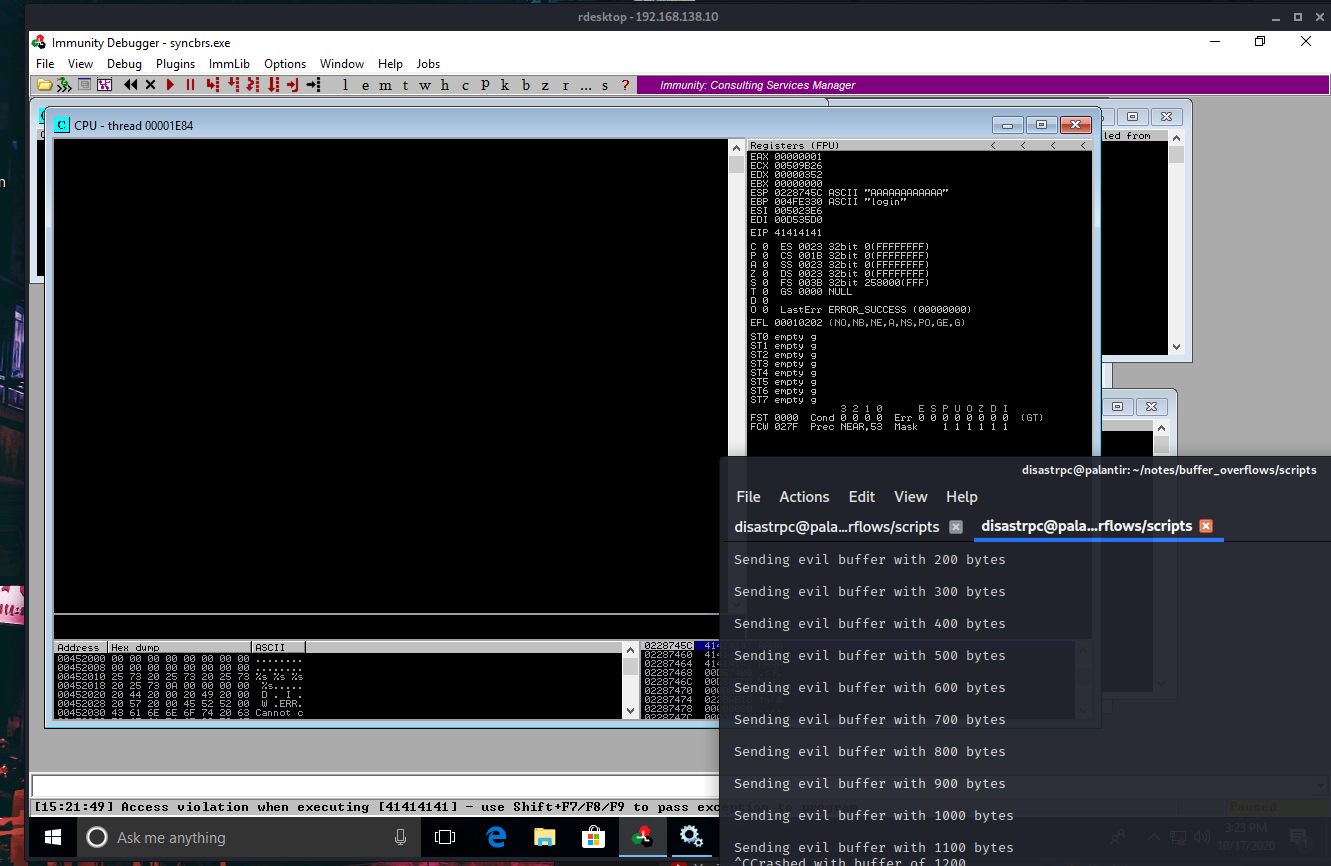 rdesktop - 192.168.138.10
Immunity Debugger - syncbrs.exe
File View Debug Plugins ImmLib Options Window Help Jobs
l e m t w h c P k b z r ... s ? Immunity: Consulting Services Manager
C CPU - thread 00001E84
led from
Registers (FPU) < < < <
EAX 00000001
ECX 00509B26
EDX 00000352
EBX 00000000
ESP 0228745C ASCII "AAAAAAAAAAAA"
EBP 004FE330 ASCII "login"
ESI 005023E6
EDI 00D535D0
EIP 41414141
C 0 ES 0023 32bit 0(FFFFFFFF)
P 0 CS 001B 32bit 0(FFFFFFFF)
A 0 SS 0023 32bit 0(FFFFFFFF)
Z 0 DS 0023 32bit 0(FFFFFFFF)
S 0 FS 003B 32bit 258000(FFF)
T 0 GS 0000 NULL
D 0
O 0 LastErr ERROR_SUCCESS (00000000)
EFL 00010202 (NO,NB,NE,A,NS,PO,GE,G)
ST0 empty g
ST1 empty g
ST2 empty g
ST3 empty g
ST4 empty g
ST5 empty g
ST6 empty g
ST7 empty g
3 2 1 0 E S P U O Z D I
FST 0000 Cond 0 0 0 0 Err 0 0 0 0 0 0 0 0 (GT)
FCW 027F Prec NEAR,53 Mask 1 1 1 1 1 1
disastrpc@palantir: ~/notes/buffer_overflows/scripts
File Actions Edit View Help
disastrpc@pala...rflows/scripts disastrpc@pala...rflows/scripts
Sending evil buffer with 200 bytes
Sending evil buffer with 300 bytes
Sending evil buffer with 400 bytes
Sending evil buffer with 500 bytes
Sending evil buffer with 600 bytes
Sending evil buffer with 700 bytes
Sending evil buffer with 800 bytes
Sending evil buffer with 900 bytes
Sending evil buffer with 1000 bytes
Sending evil buffer with 1100 bytes
^CCrashed with buffer of 1200
Address Hex dump ASCII
00452000 00 00 00 00 00 00 00 00 ........
00452008 00 00 00 00 00 00 00 00 ........
00452010 25 73 20 25 73 20 25 73 %s %s %s
00452018 20 25 73 0A 00 00 00 00 %s.....
00452020 20 44 20 00 20 49 20 00 D . I .
00452028 20 57 20 00 45 52 52 00 W .ERR.
00452030 43 61 6E 6E 6F 74 20 63 Cannot c
0228745C 414
02287460 414
02287464 414
02287468 00D
0228746C 00D
02287470 000
02287474 000
02287478 000
0228747C
[15:21:49] Access violation when executing [41414141] - use Shift+F7/F8/F9 to pass exception to program
Paused
Ask me anything
3:23 PM
10/17/2020